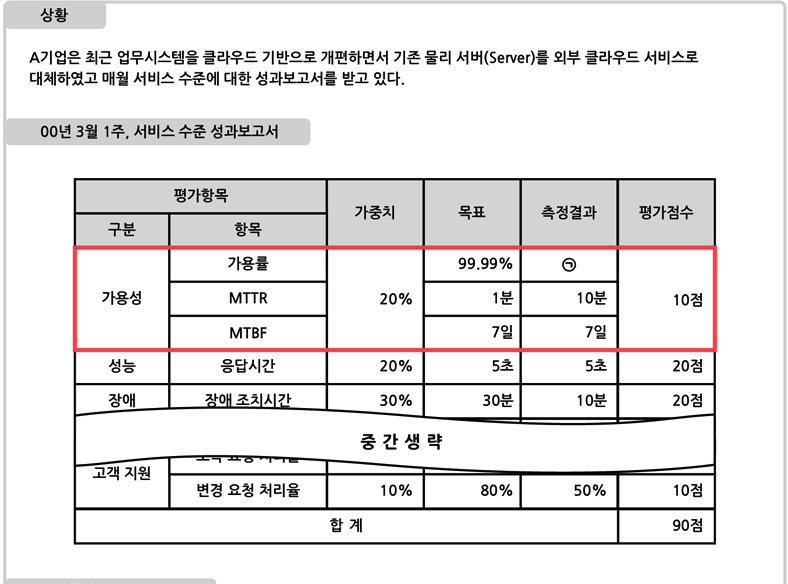 상황
A기업은 최근 업무시스템을 클라우드 기반으로 개편하면서 기존 물리 서버(Server)를 외부 클라우드 서비스로
대체하였고 매월 서비스 수준에 대한 성과보고서를 받고 있다.
00년 3월 1주, 서비스 수준 성과보고서
평가항목 가중치 목표 측정결과 평가점수
구분 항목
가용성 가용률 20% 99.99% ㉠ 10점
MTTR 1분 10분
MTBF 7일 7일
성능 응답시간 20% 5초 5초 20점
장애 장애 조치시간 30% 30분 10분 20점
중 간 생 략
고객 지원
변경 요청 처리율 10% 80% 50% 10점
합 계 90점